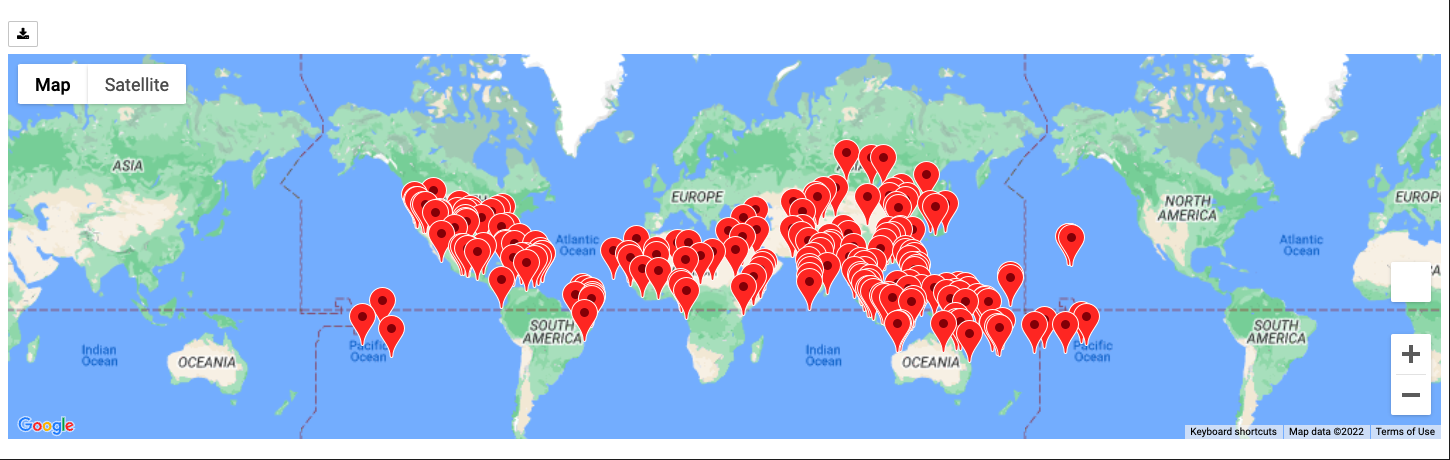 Map Satellite
ASIA
EUROPE
NORTH
AMERICA
EUROP
Atlantic
Ocean
Atlantic
Ocean
SOUTH
AMERICA
SOUTH
AMERICA
Indian
Ocean
OCEANIA
Pacific
Ocean
Indian
Ocean
OCEANIA
Pacific
Ocean
Google
Keyboard shortcuts Map data ©2022 Terms of Use